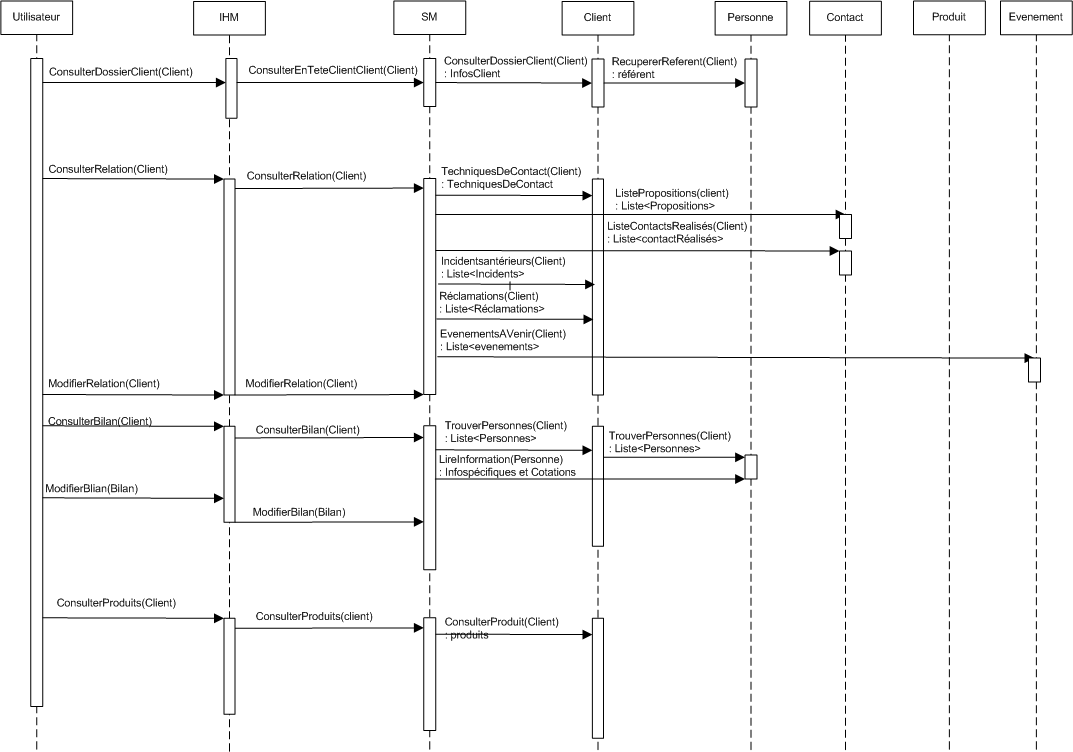 Utilisateur
IHM
SM
Client
Personne
Contact
Produit
Evenement
ConsulterDossierClient(Client)
ConsulterEnTeteClientClient(Client)
ConsulterDossierClient(Client)
: InfosClient
RecupererReferent(Client)
: référent
ConsulterRelation(Client)
ConsulterRelation(Client)
TechniquesDeContact(Client)
: TechniquesDeContact
ListePropositions(client)
: Liste<Propositions>
ListeContactsRealisés(Client)
: Liste<contactRéalisés>
Incidentsantérieurs(Client)
: Liste<Incidents>
Réclamations(Client)
: Liste<Réclamations>
EvenementsAVenir(Client)
: Liste<evenements>
ModifierRelation(Client)
ModifierRelation(Client)
ConsulterBilan(Client)
ConsulterBilan(Client)
TrouverPersonnes(Client)
: Liste<Personnes>
TrouverPersonnes(Client)
: Liste<Personnes>
LireInformation(Personne)
: Infospécifiques et Cotations
ModifierBlian(Bilan)
ModifierBilan(Bilan)
ConsulterProduits(Client)
ConsulterProduits(client)
ConsulterProduit(Client)
: produits